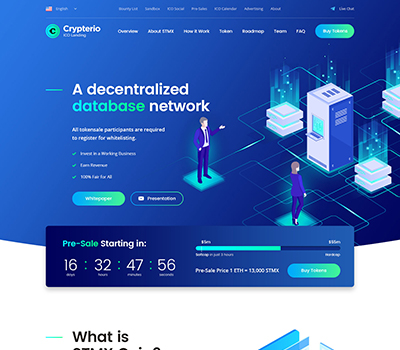 English
Weekly List Sandbox ICO Social Pre-Sales ICO Calendar Advertising About
Live Chat
Crypterio
ICO Landing
Overview About STMX How it Work Token Roadmap Team FAQ
Buy Tokens
A decentralized
database network
All tokensale participants are required
to register for whitelisting.
Invest in a Working Business
Earn Revenue
100% Fair For All
Whitepaper
Presentation
Pre-Sale Starting in:
16 : 32 : 47 : 56
days hours minutes seconds
$5m $55m
Softcap in just 5 hours Hardcap
Pre-Sale Price 1 ETH = 13,000 STMX
Buy Tokens
What is
STMX Coin?